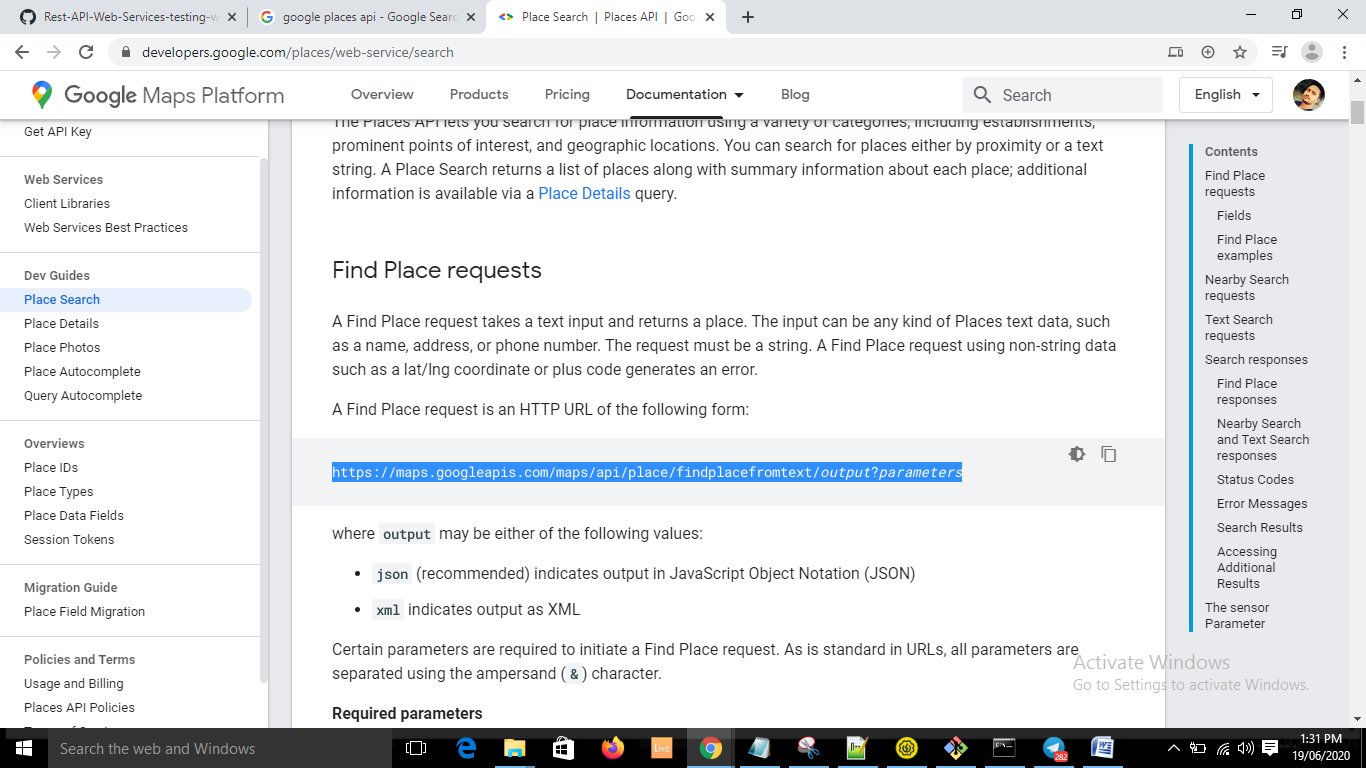 Rest-API-Web-Services-testing-w
google places api - Google Sear
Place Search | Places API | Goo
developers.google.com/places/web-service/search
Google Maps Platform
Overview
Products
Pricing
Documentation
Blog
Search
English
Get API Key
Web Services
Client Libraries
Web Services Best Practices
Dev Guides
Place Search
Place Details
Place Photos
Place Autocomplete
Query Autocomplete
Overviews
Place IDs
Place Types
Place Data Fields
Session Tokens
Migration Guide
Place Field Migration
Policies and Terms
Usage and Billing
Places API Policies
The Places API lets you search for place information using a variety of categories, including establishments,
prominent points of interest, and geographic locations. You can search for places either by proximity or a text
string. A Place Search returns a list of places along with summary information about each place; additional
information is available via a Place Details query.
Find Place requests
A Find Place request takes a text input and returns a place. The input can be any kind of Places text data, such
as a name, address, or phone number. The request must be a string. A Find Place request using non-string data
such as a lat/lng coordinate or plus code generates an error.
A Find Place request is an HTTP URL of the following form:
https://maps.googleapis.com/maps/api/place/findplacefromtext/output?parameters
where output may be either of the following values:
• json (recommended) indicates output in JavaScript Object Notation (JSON)
• xml indicates output as XML
Certain parameters are required to initiate a Find Place request. As is standard in URLs, all parameters are
separated using the ampersand (&) character.
Required parameters
Contents
Find Place
requests
Fields
Find Place
examples
Nearby Search
requests
Text Search
requests
Search responses
Find Place
responses
Nearby Search
and Text Search
responses
Status Codes
Error Messages
Search Results
Accessing
Additional
Results
The sensor
Parameter
Activate Windows
Go to Settings to activate Windows.
Search the web and Windows
Live
282
1:31 PM
19/06/2020